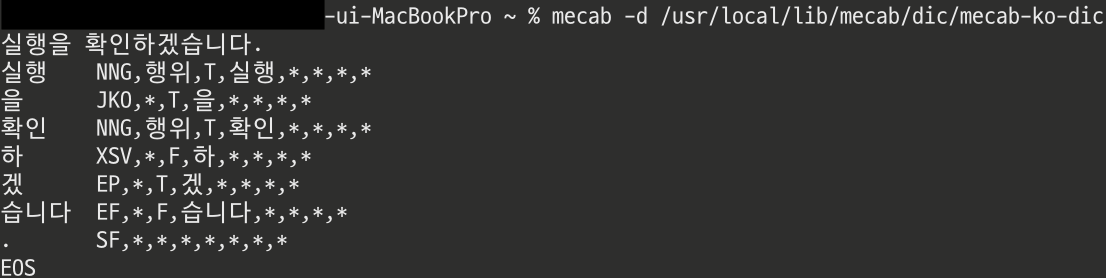 -ui-MacBookPro ~ % mecab -d /usr/local/lib/mecab/dic/mecab-ko-dic
실행을 확인하겠습니다.
실행 NNG,행위,T,실행,*,*,*,*
을 JKO,*,T,을,*,*,*,*
확인 NNG,행위,T,확인,*,*,*,*
하 XSV,*,F,하,*,*,*,*
겠 EP,*,T,겠,*,*,*,*
습니다 EF,*,F,습니다,*,*,*,*
. SF,*,*,*,*,*,*,*
EOS